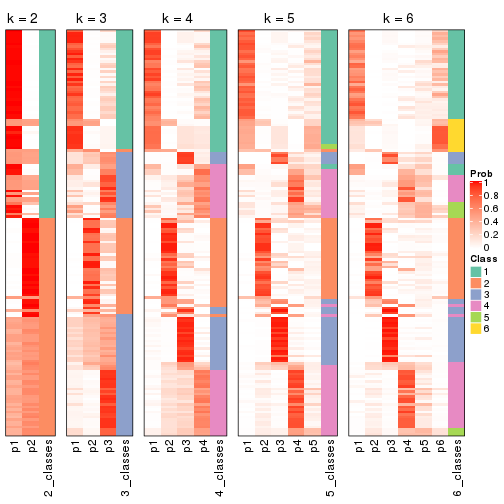 k = 2
k = 3
k = 4
k = 5
k = 6
p1
p2
2_classes
p1
p2
p3
3_classes
p1
p2
p3
p4
4_classes
p1
p2
p3
p4
p5
5_classes
p1
p2
p3
p4
p5
p6
6_classes
Prob
1
0.8
0.6
0.4
0.2
0
Class
1
2
3
4
5
6